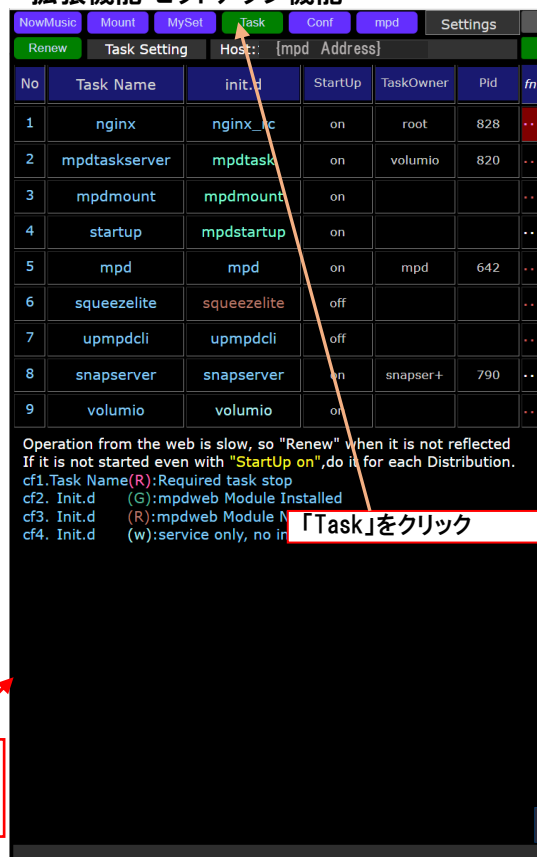 NowMusic Mount MySet Task Conf mpd Settings
Renew Task Setting Host:: {mpd Address}
No Task Name init.d StartUp TaskOwner Pid
1 nginx nginx_rc on root 828
2 mpdtaskserver mpdtask on volumio 820
3 mpdmount mpdmount on
4 startup mpdstartup on
5 mpd mpd on mpd 642
6 squeezelite squeezelite off
7 upmpdcli upmpdcli off
8 snapserver snapserver on snapser+ 790
9 volumio volumio on
Operation from the web is slow, so "Renew" when it is not reflected
If it is not started even with "StartUp on",do it for each Distribution.
cf1.Task Name(R):Required task stop
cf2. Init.d (G):mpdweb Module Installed
cf3. Init.d (R):mpdweb Module
cf4. Init.d (w):service only, no
「Task」をクリック